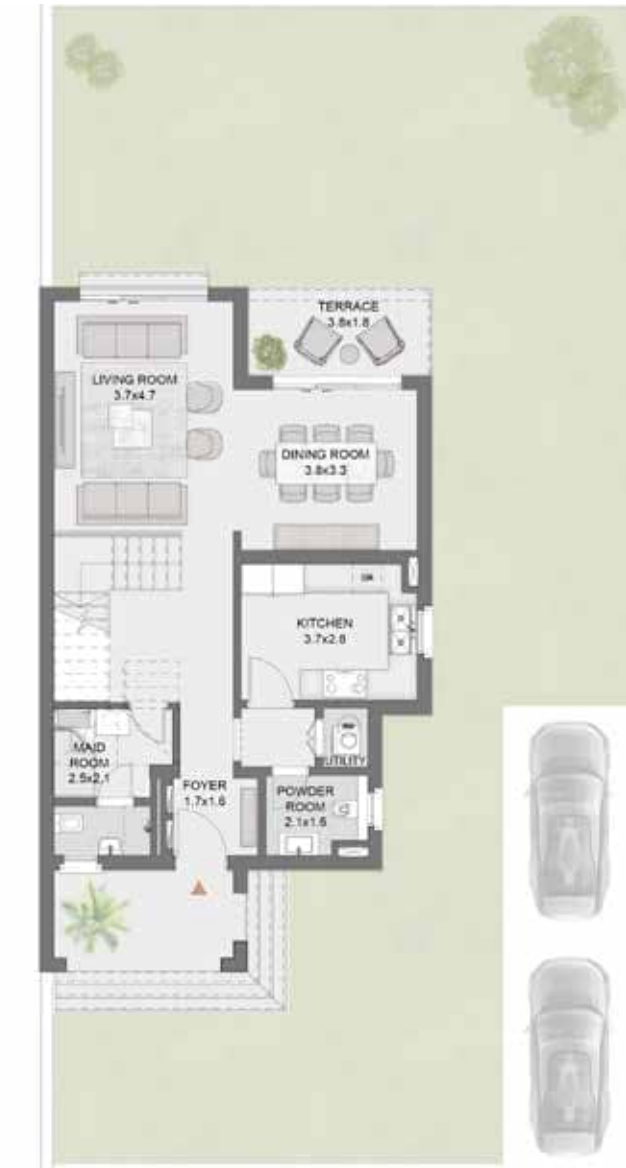 TERRACE
3.8x1.8
LIVING ROOM
3.7x4.7
DINING ROOM
3.8x3.3
KITCHEN
3.7x2.8
MAID
ROOM
2.5x2.1
UTILITY
FOYER
1.7x1.6
POWDER
ROOM
2.1x1.6